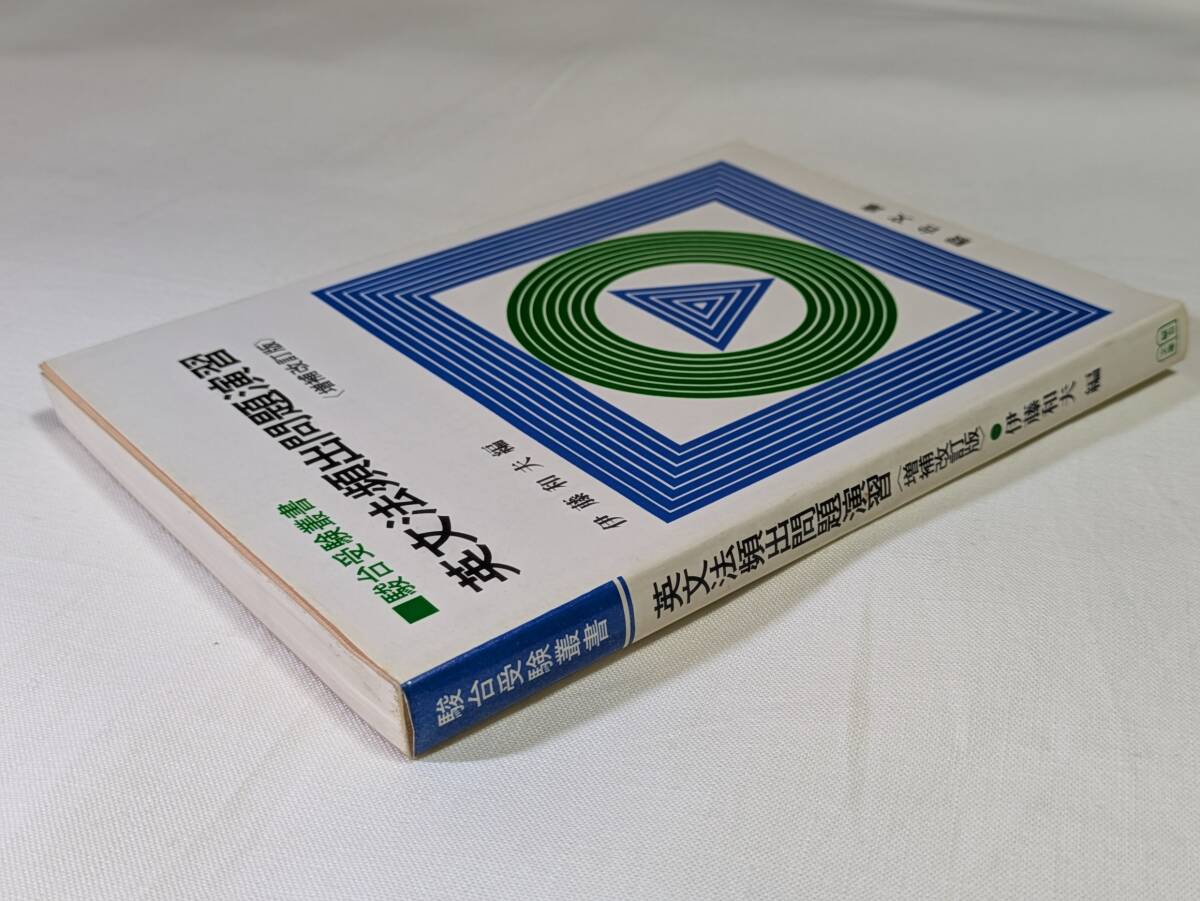 ■駿台受験叢書
英文法頻出問題演習
〈増補改訂版〉
伊藤和夫編
駿台文庫
駿台受験叢書
英文法頻出問題演習〈増補改訂版〉●伊藤和夫 編